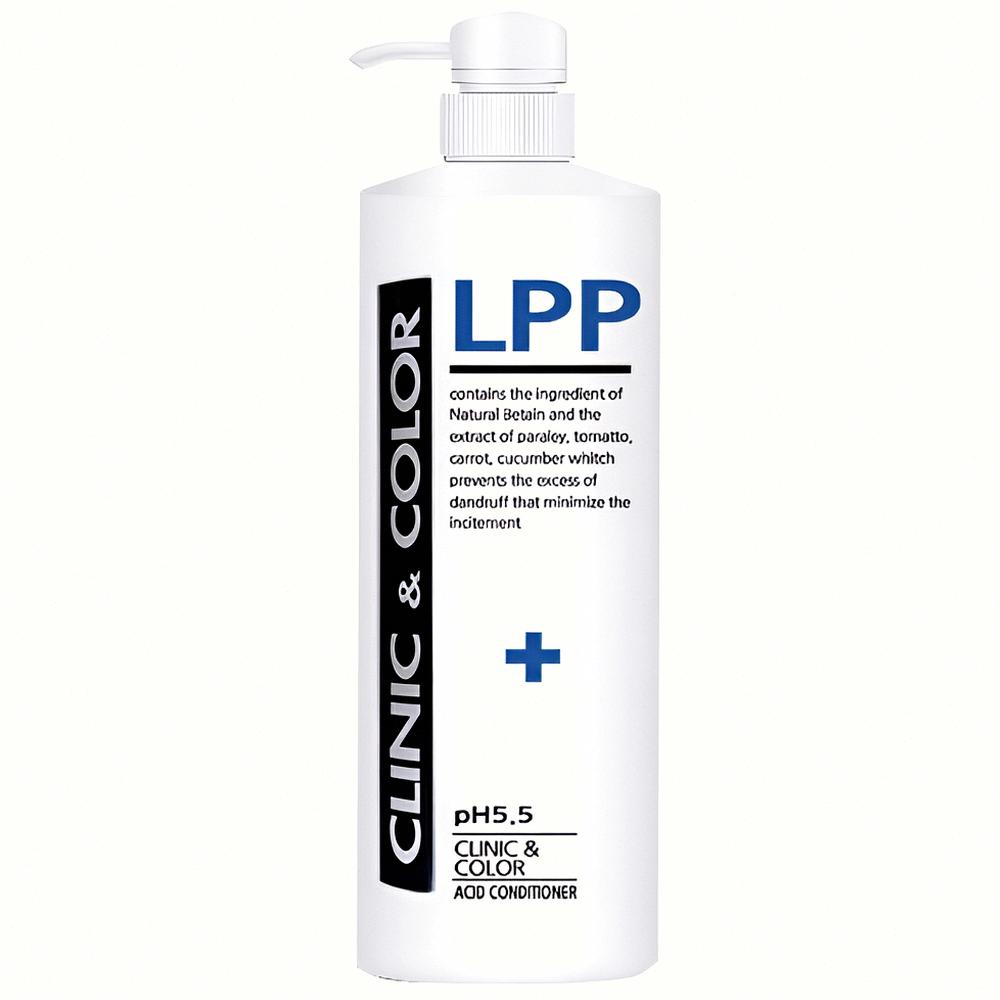 CLINIC & COLOR
LPP
contains the ingredient of
Natural Betain and the
extract of paraley, tomatto,
carrot, cucumber whitch
prevents the excess of
dandruff that minimize the
incitement
pH5.5
CLINIC &
COLOR
ACID CONDITIONER